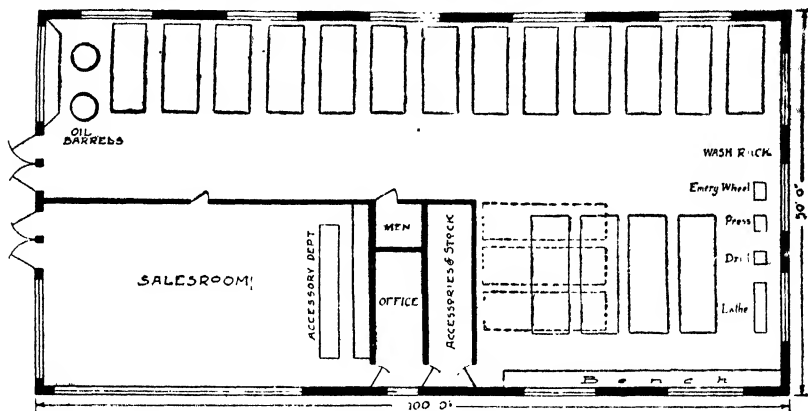 OIL
BARRELS
WASH RACK
Emery Wheel
Press
Drill
Lathe
MEN
SALESROOM
ACCESSORY DEPT
OFFICE
ACCESSORIES & STOCK
Bench
100' 0"
50' 0"